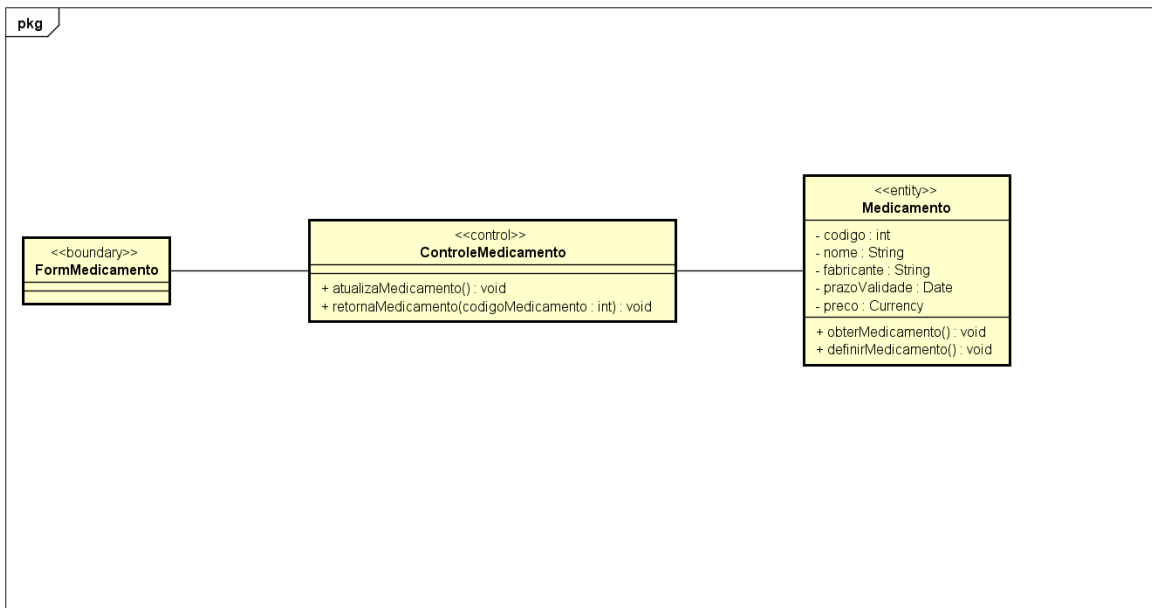 pkg
<<boundary>>
FormMedicamento
<<control>>
ControleMedicamento
+ atualizaMedicamento() : void
+ retornaMedicamento(codigoMedicamento : int) : void
<<entity>>
Medicamento
- codigo : int
- nome : String
- fabricante : String
- prazoValidade : Date
- preco : Currency
+ obterMedicamento() : void
+ definirMedicamento() : void